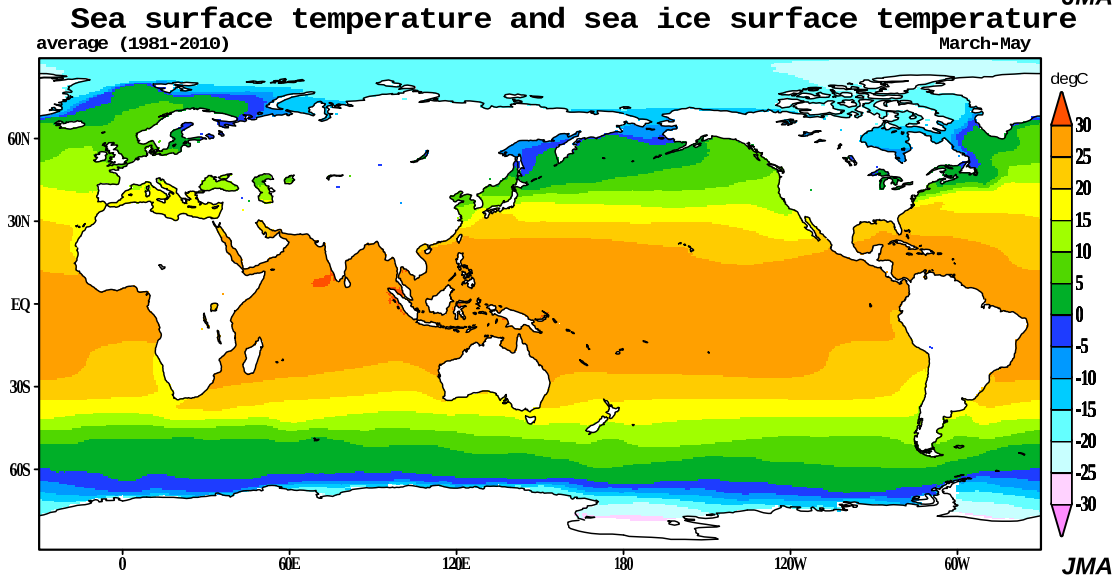 JMA
Sea surface temperature and sea ice surface temperature
average (1981-2010)
March-May
degC
30
25
20
15
10
5
0
-5
-10
-15
-20
-25
-30
60N
30N
EQ
30S
60S
0
60E
120E
180
120W
60W
JMA